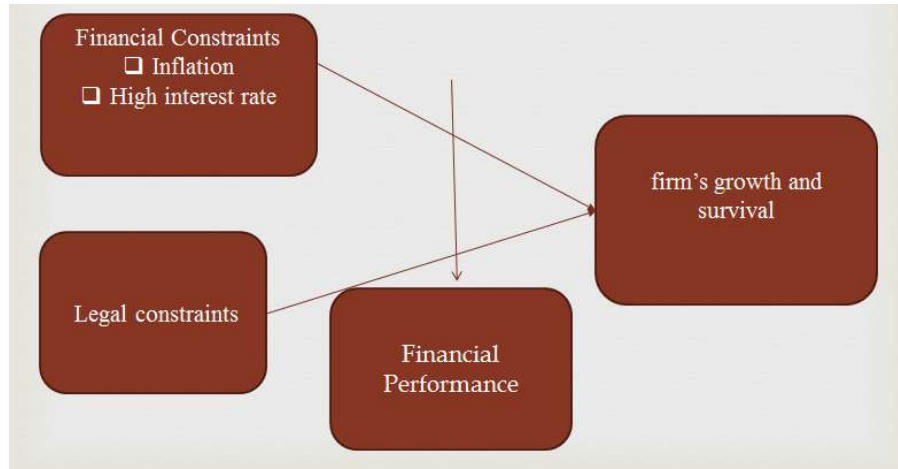 Financial Constraints
❑ Inflation
❑ High interest rate
firm's growth and
survival
Legal constraints
Financial
Performance